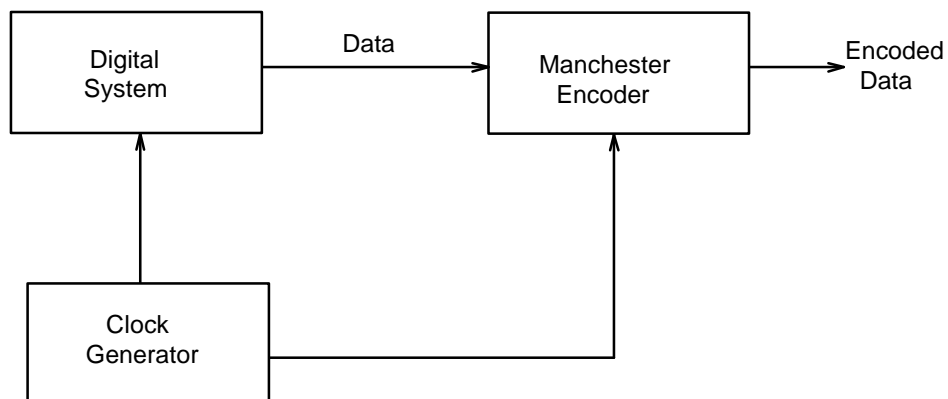 Digital
System
Data
Manchester
Encoder
Encoded
Data
Clock
Generator